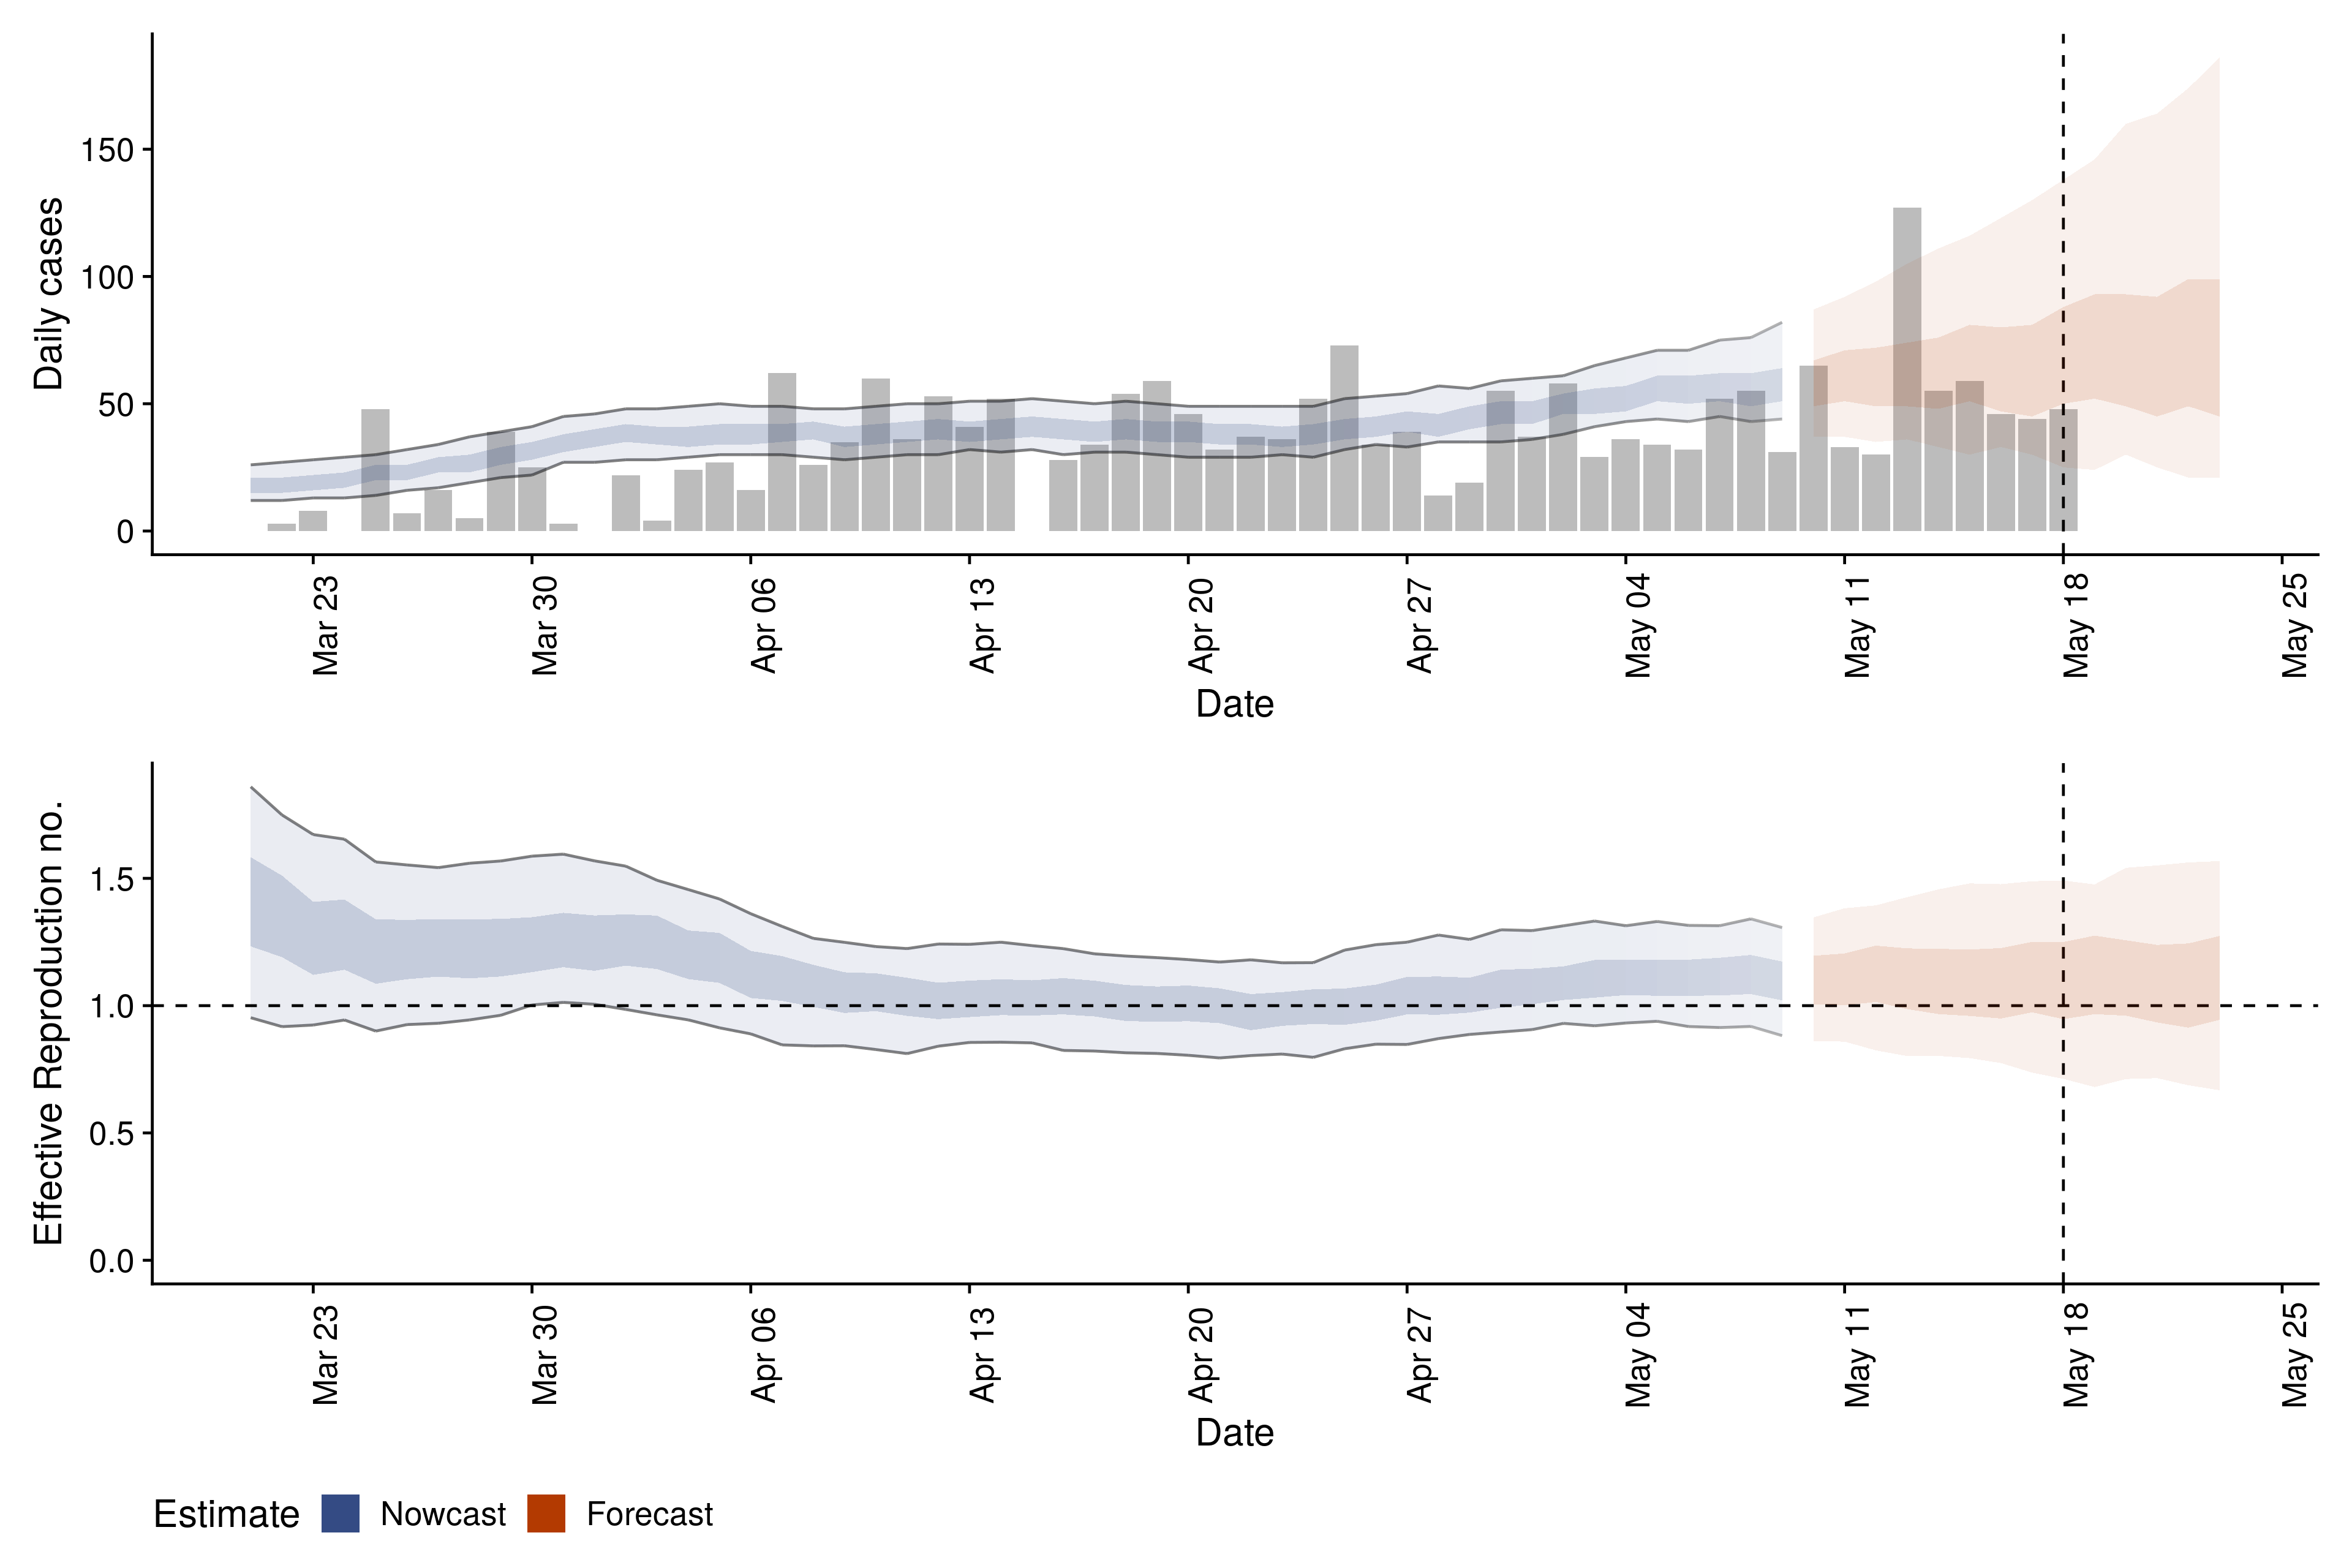 Daily cases
150
100
50
0
Mar 23
Mar 30
Apr 06
Apr 13
Apr 20
Apr 27
May 04
May 11
May 18
May 25
Date
Effective Reproduction no.
1.5
1.0
0.5
0.0
Mar 23
Mar 30
Apr 06
Apr 13
Apr 20
Apr 27
May 04
May 11
May 18
May 25
Date
Estimate Nowcast Forecast